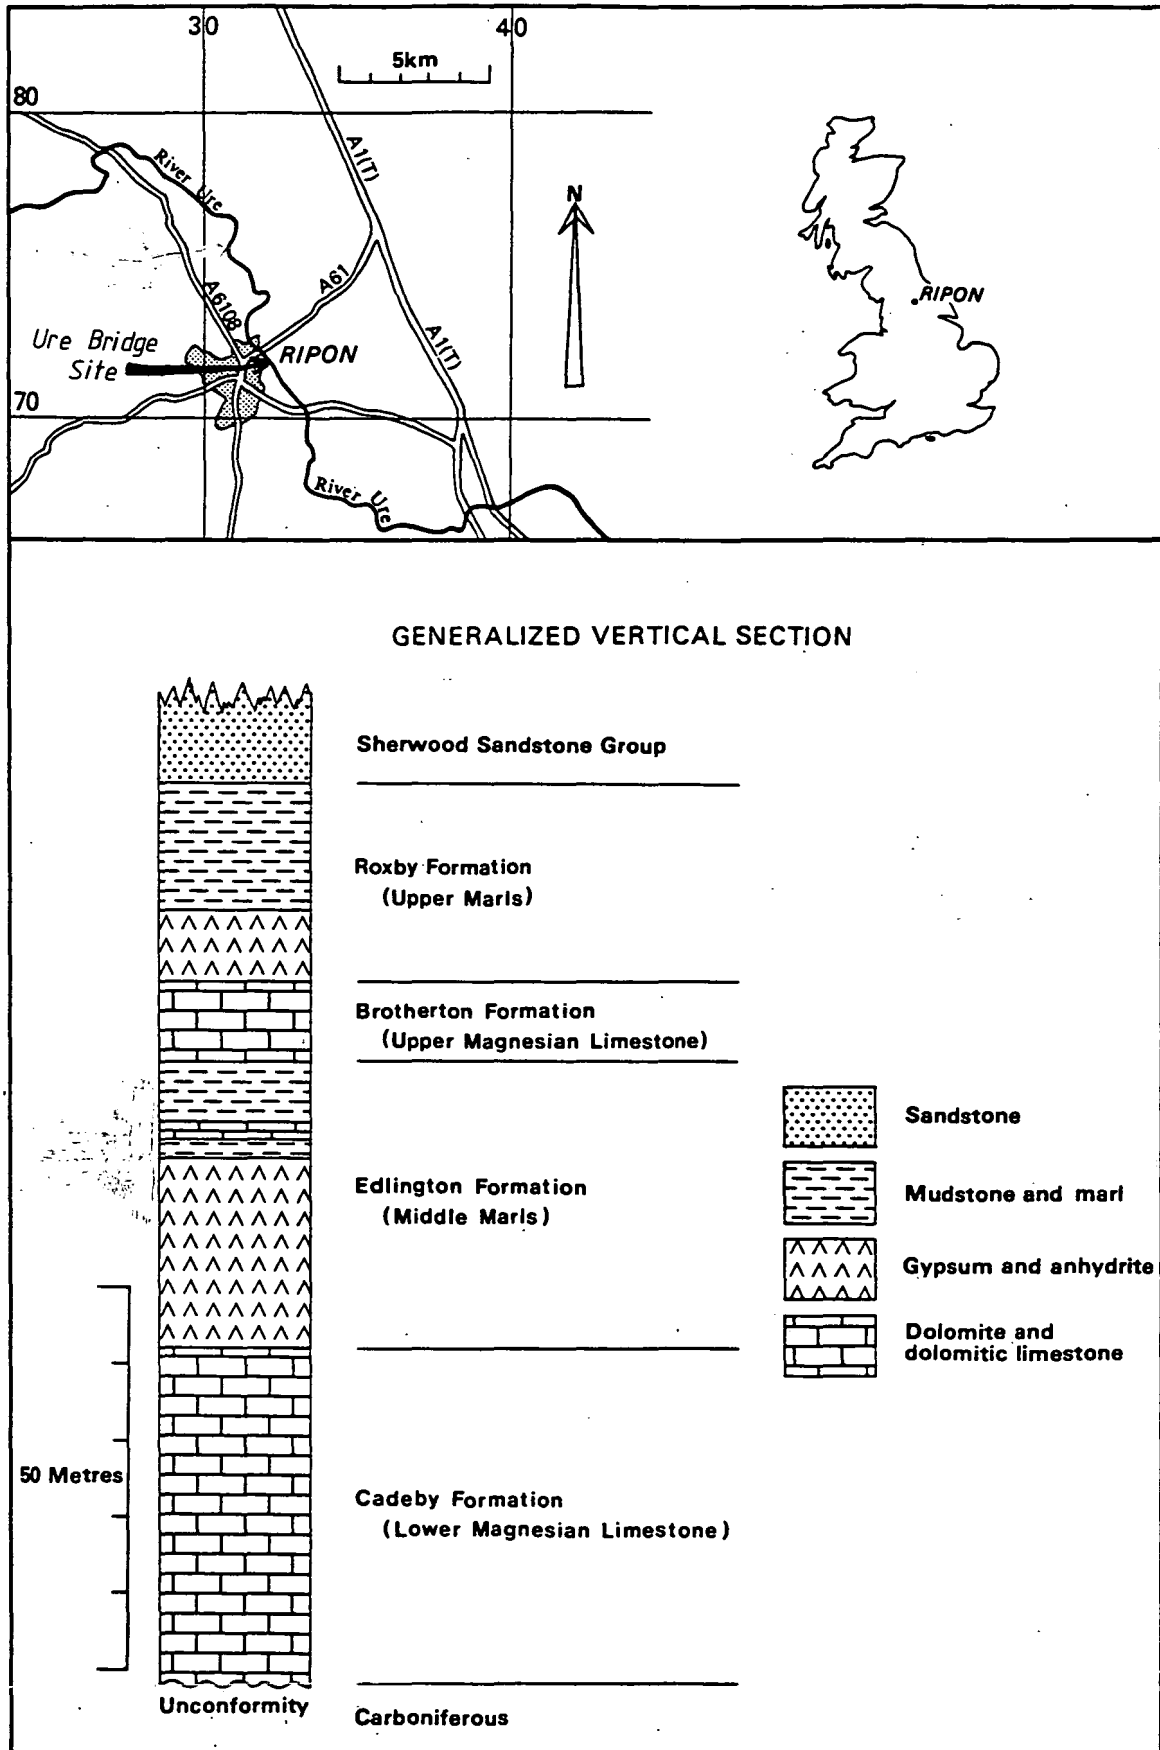 30
40
5km
80
River Ure
A1(T)
N
A61
A6108
A1(T)
RIPON
Ure Bridge
Site
RIPON
70
River Ure
GENERALIZED VERTICAL SECTION
Sherwood Sandstone Group
Roxby Formation
(Upper Marls)
Brotherton Formation
(Upper Magnesian Limestone)
Sandstone
Edlington Formation
(Middle Marls)
Mudstone and marl
Gypsum and anhydrite
Dolomite and
dolomitic limestone
50 Metres
Cadeby Formation
(Lower Magnesian Limestone)
Unconformity
Carboniferous